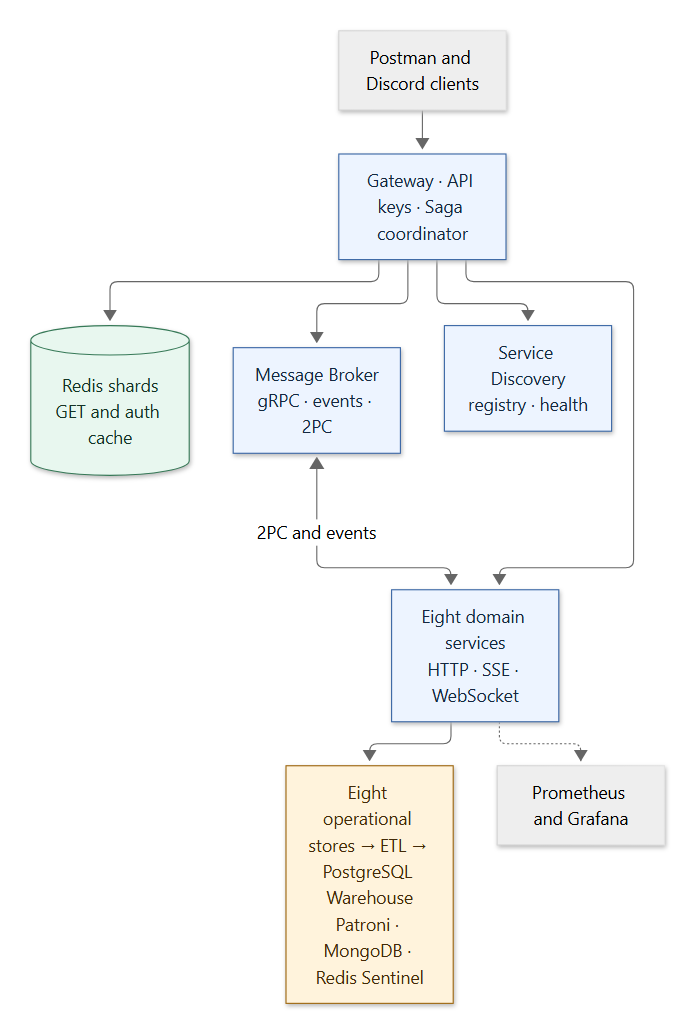 Postman and
Discord clients
Gateway · API
keys · Saga
coordinator
Redis shards
GET and auth
cache
Message Broker
gRPC · events ·
2PC
Service
Discovery
registry · health
2PC and events
Eight domain
services
HTTP · SSE ·
WebSocket
Eight
operational
stores → ETL →
PostgreSQL
Warehouse
Patroni ·
MongoDB ·
Redis Sentinel
Prometheus
and Grafana